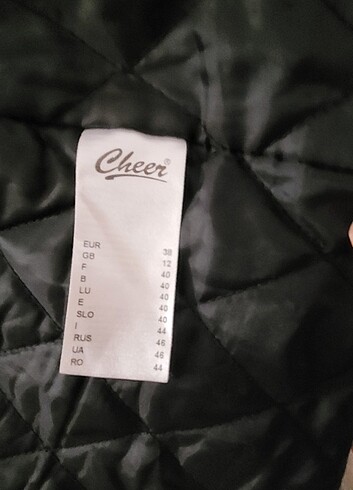 Cheer®
EUR 38
GB 12
F 40
B 40
LU 40
E 40
SLO 40
I 44
RUS 46
UA 46
RO 44